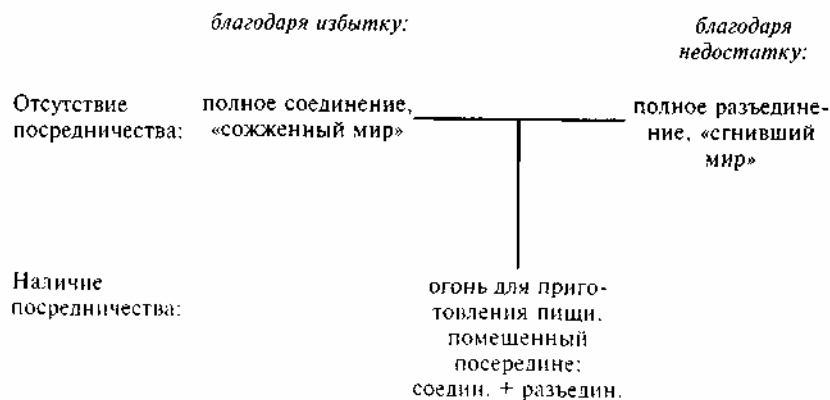 благодаря избытку:
благодаря
недостатку:
Отсутствие
посредничества:
полное соединение,
«сожженный мир»
полное разъедине-
ние, «сгнивший
мир»
Наличие
посредничества:
огонь для приго-
товления пищи,
помещенный
посередине:
соедин. + разъедин.